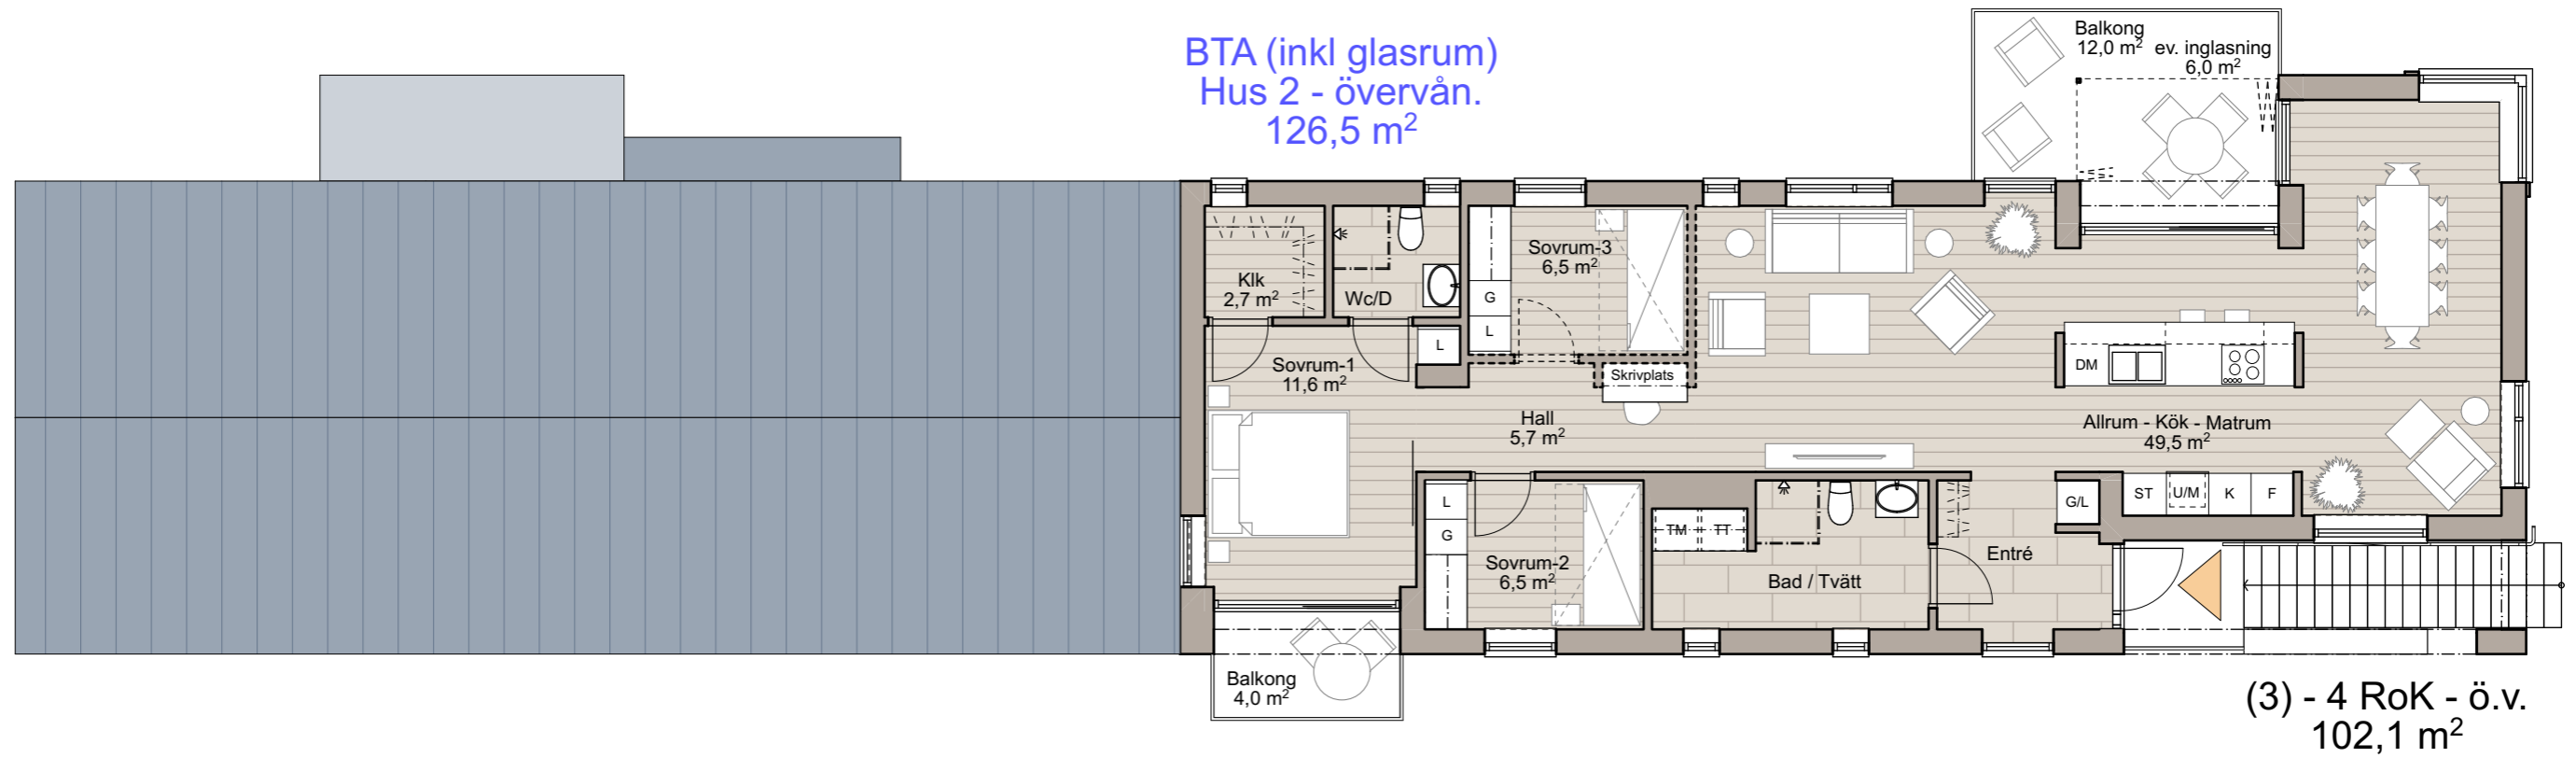 BTA (inkl glasrum)
Hus 2 - övervån.
126,5 m²
Balkong
12,0 m²
ev. inglasning
6,0 m²
Klk
2,7 m²
Wc/D
L
Sovrum-1
11,6 m²
G
L
Sovrum-3
6,5 m²
Skrivplats
Hall
5,7 m²
DM
Allrum - Kök - Matrum
49,5 m²
L
G
Sovrum-2
6,5 m²
TM
TT
Bad / Tvätt
Entré
G/L
ST
U/M
K
F
Balkong
4,0 m²
(3) - 4 RoK - ö.v.
102,1 m²